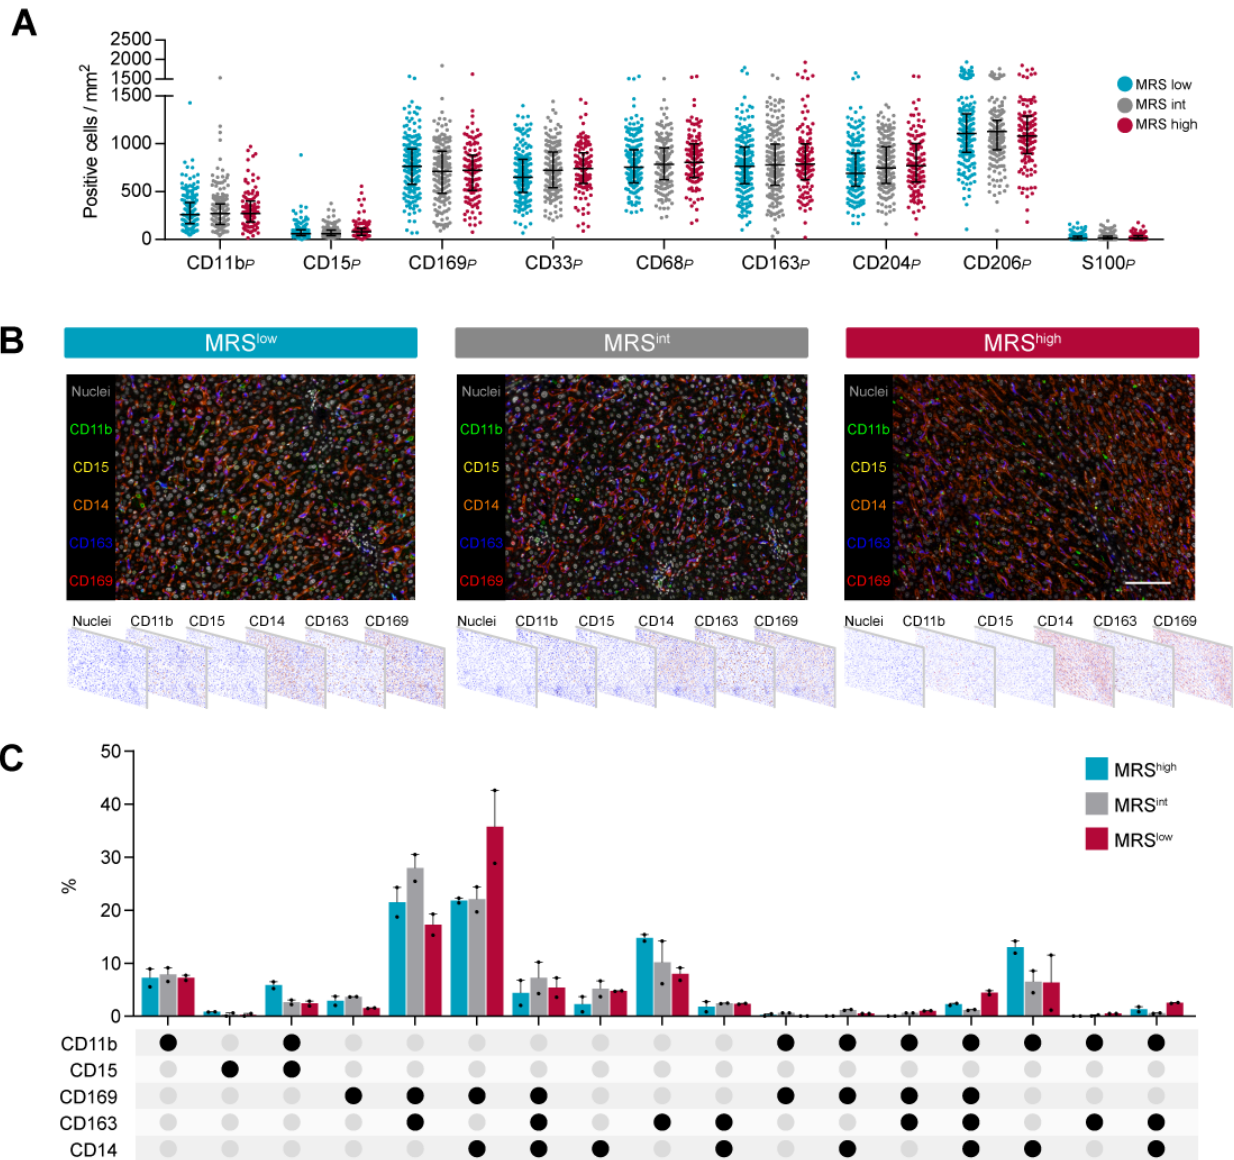 A
Positive cells / mm2
2500
2000
1500
1500
1000
500
0
CD11bP CD15P CD169P CD33P CD68P CD163P CD204P CD206P S100P
MRS low
MRS int
MRS high
B
MRSlow MRSint MRShigh
Nuclei Nuclei Nuclei
CD11b CD11b CD11b
CD15 CD15 CD15
CD14 CD14 CD14
CD163 CD163 CD163
CD169 CD169 CD169
Nuclei CD11b CD15 CD14 CD163 CD169 Nuclei CD11b CD15 CD14 CD163 CD169 Nuclei CD11b CD15 CD14 CD163 CD169
C
%
50
40
30
20
10
0
MRShigh
MRSint
MRSlow
CD11b
CD15
CD169
CD163
CD14